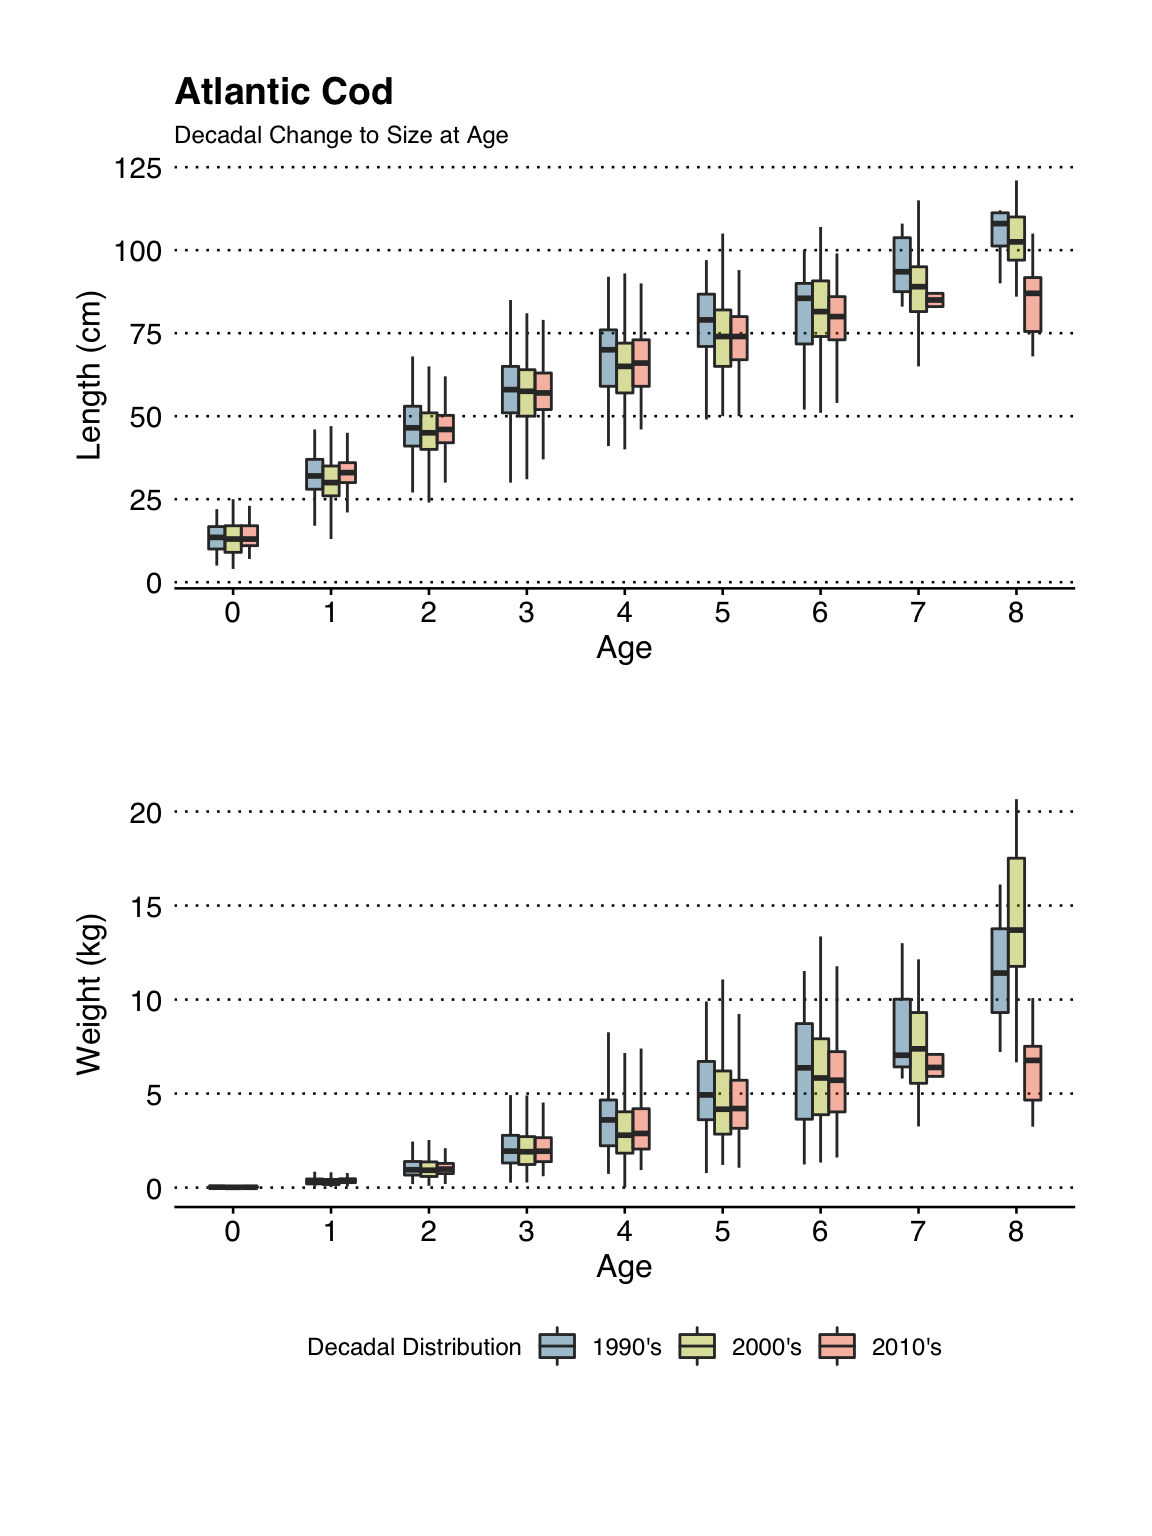 Atlantic Cod
Decadal Change to Size at Age
125
100
75
50
25
0
Length (cm)
0 1 2 3 4 5 6 7 8
Age
20
15
10
5
0
Weight (kg)
0 1 2 3 4 5 6 7 8
Age
Decadal Distribution 1990's 2000's 2010's